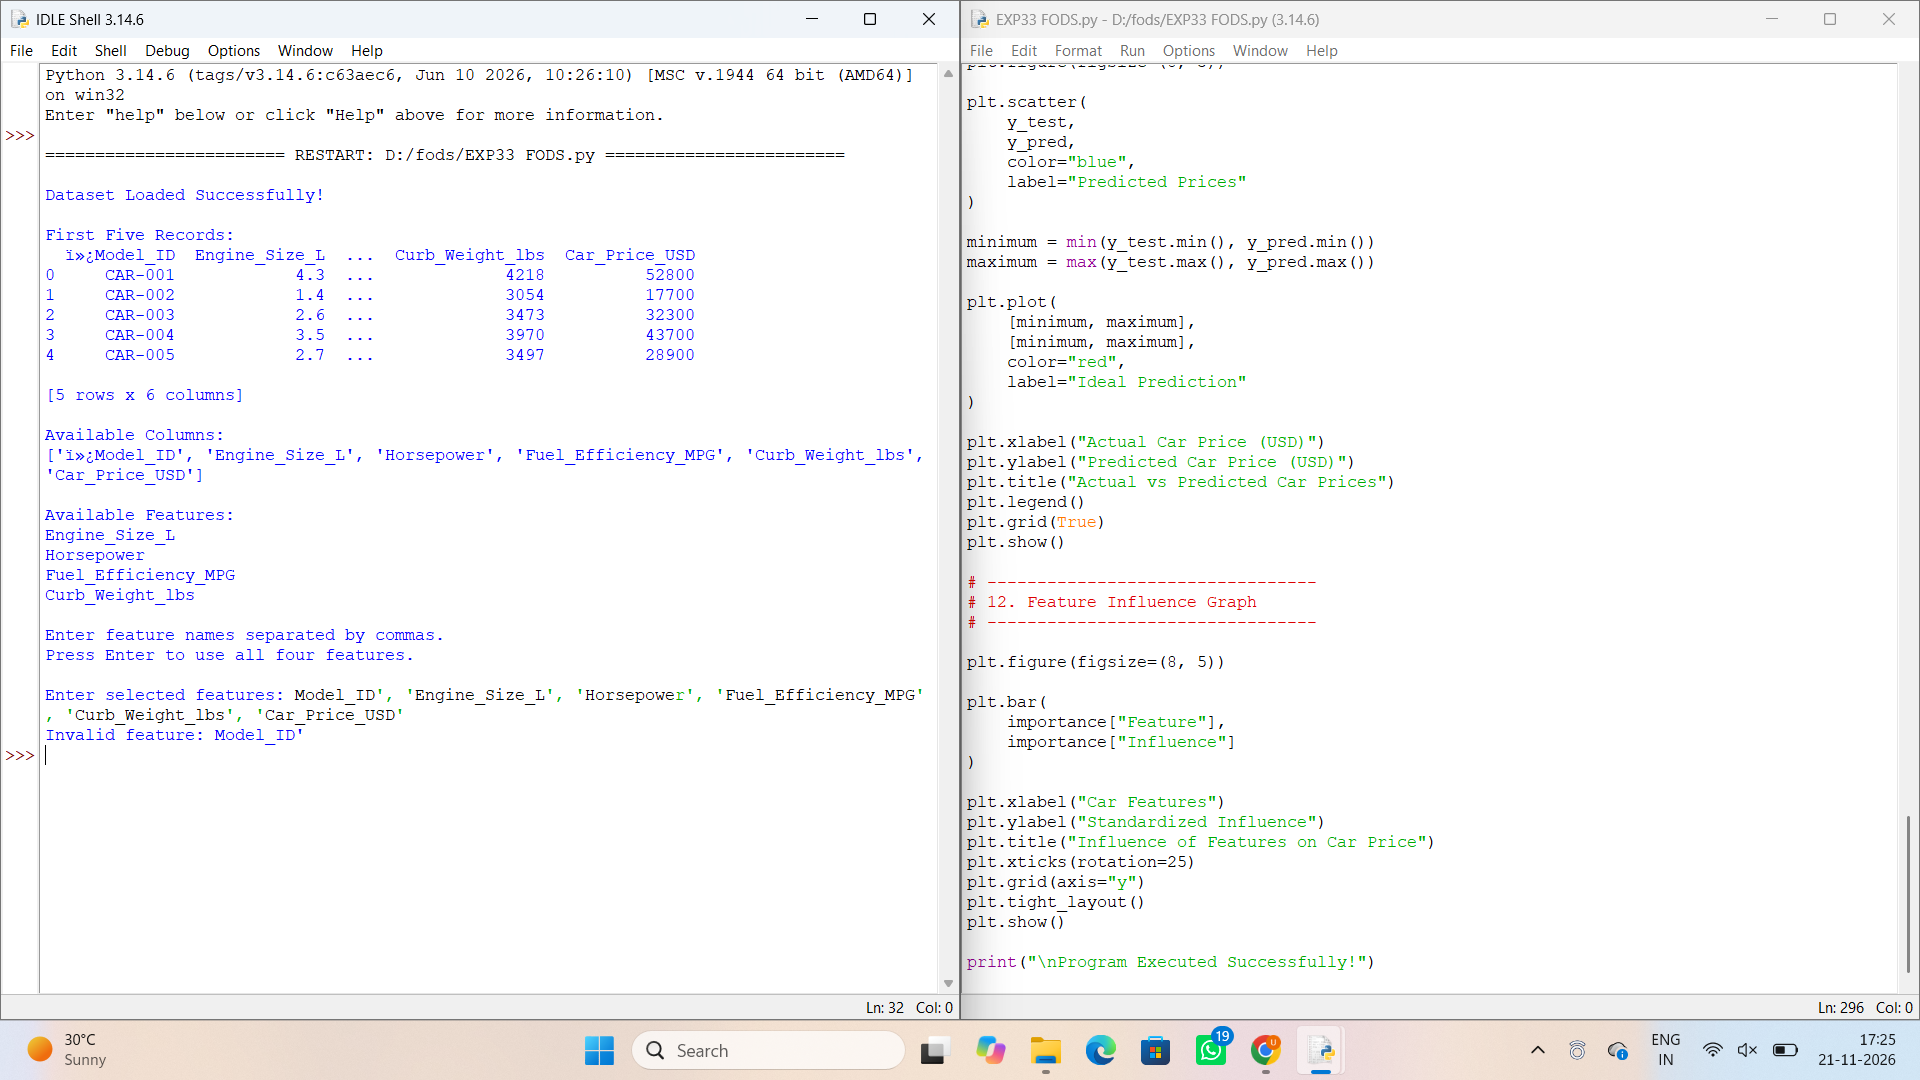 IDLE Shell 3.14.6
File Edit Shell Debug Options Window Help
Python 3.14.6 (tags/v3.14.6:c63aec6, Jun 10 2026, 10:26:10) [MSC v.1944 64 bit (AMD64)]
on win32
Enter "help" below or click "Help" above for more information.
>>>
======================== RESTART: D:/fods/EXP33 FODS.py ========================
Dataset Loaded Successfully!
First Five Records:
  ï»¿Model_ID  Engine_Size_L  ...  Curb_Weight_lbs  Car_Price_USD
0     CAR-001            4.3  ...             4218          52800
1     CAR-002            1.4  ...             3054          17700
2     CAR-003            2.6  ...             3473          32300
3     CAR-004            3.5  ...             3970          43700
4     CAR-005            2.7  ...             3497          28900
[5 rows x 6 columns]
Available Columns:
['ï»¿Model_ID', 'Engine_Size_L', 'Horsepower', 'Fuel_Efficiency_MPG', 'Curb_Weight_lbs',
'Car_Price_USD']
Available Features:
Engine_Size_L
Horsepower
Fuel_Efficiency_MPG
Curb_Weight_lbs
Enter feature names separated by commas.
Press Enter to use all four features.
Enter selected features: Model_ID', 'Engine_Size_L', 'Horsepower', 'Fuel_Efficiency_MPG'
, 'Curb_Weight_lbs', 'Car_Price_USD'
Invalid feature: Model_ID'
>>>
Ln: 32 Col: 0
EXP33 FODS.py - D:/fods/EXP33 FODS.py (3.14.6)
File Edit Format Run Options Window Help
plt.figure(figsize=(8, 6))
plt.scatter(
    y_test,
    y_pred,
    color="blue",
    label="Predicted Prices"
)
minimum = min(y_test.min(), y_pred.min())
maximum = max(y_test.max(), y_pred.max())
plt.plot(
    [minimum, maximum],
    [minimum, maximum],
    color="red",
    label="Ideal Prediction"
)
plt.xlabel("Actual Car Price (USD)")
plt.ylabel("Predicted Car Price (USD)")
plt.title("Actual vs Predicted Car Prices")
plt.legend()
plt.grid(True)
plt.show()
# ---------------------------------
# 12. Feature Influence Graph
# ---------------------------------
plt.figure(figsize=(8, 5))
plt.bar(
    importance["Feature"],
    importance["Influence"]
)
plt.xlabel("Car Features")
plt.ylabel("Standardized Influence")
plt.title("Influence of Features on Car Price")
plt.xticks(rotation=25)
plt.grid(axis="y")
plt.tight_layout()
plt.show()
print("\nProgram Executed Successfully!")
Ln: 296 Col: 0
30°C
Sunny
Search
19
ENG
IN
17:25
21-11-2026